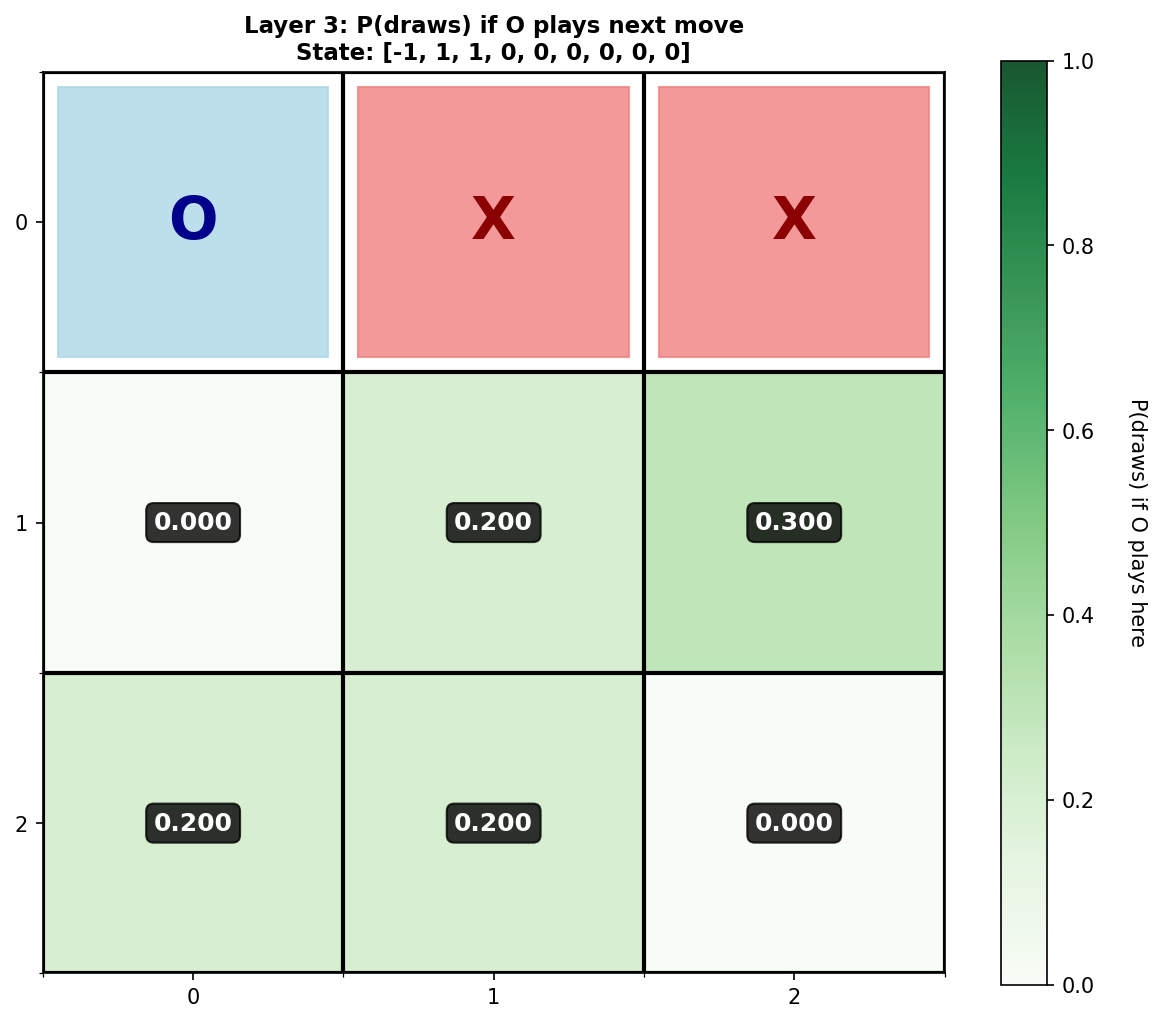 Layer 3: P(draws) if O plays next move
State: [-1, 1, 1, 0, 0, 0, 0, 0, 0]
O X X
0.000 0.200 0.300
0.200 0.200 0.000
0
1
2
0 1 2
1.0
0.8
0.6
0.4
0.2
0.0
P(draws) if O plays here